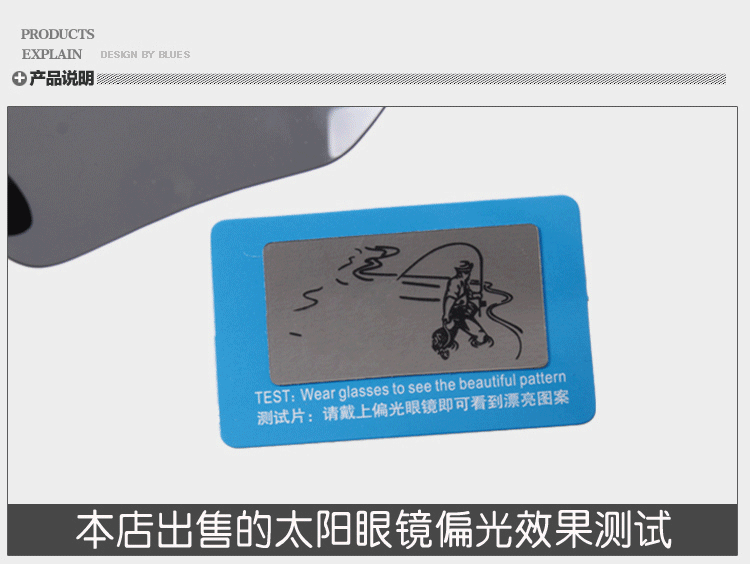 PRODUCTS
EXPLAIN DESIGN BY BLUES
产品说明
TEST: Wear glasses to see the beautiful pattern
测试片：请戴上偏光眼镜即可看到漂亮图案
本店出售的太阳眼镜偏光效果测试